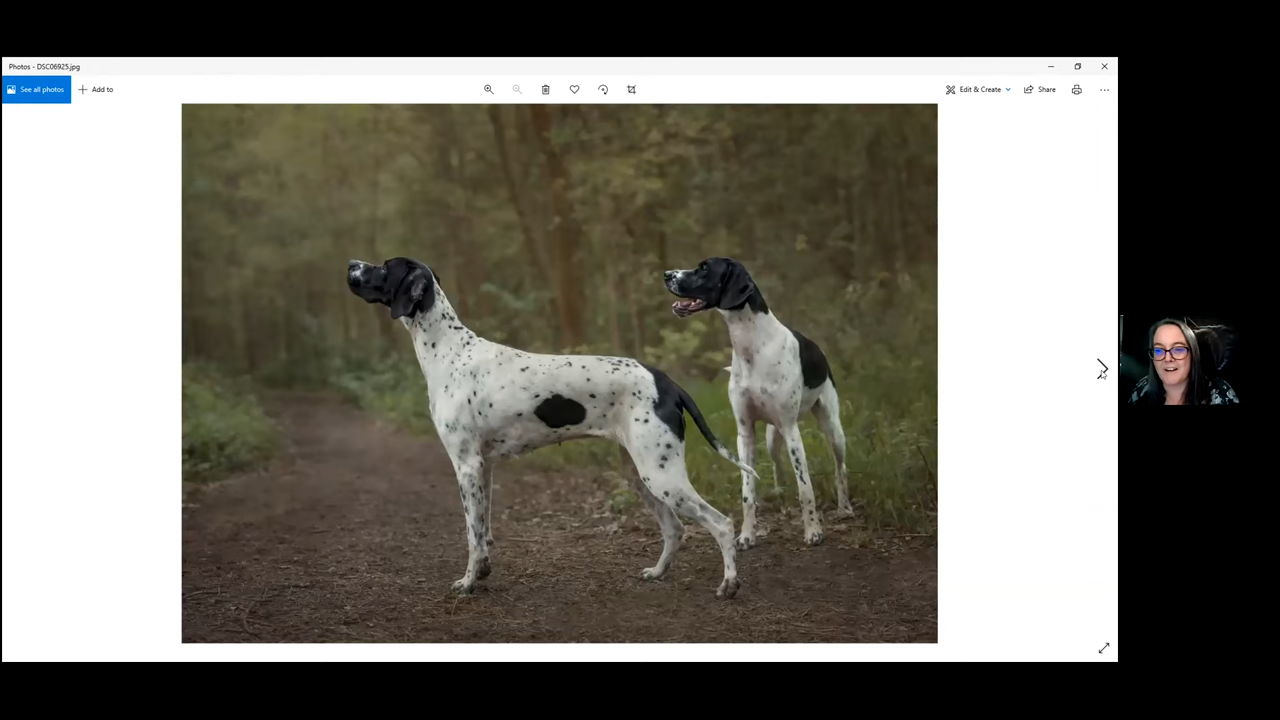 Photos - DSC06925.jpg
See all photos
Add to
Edit & Create
Share